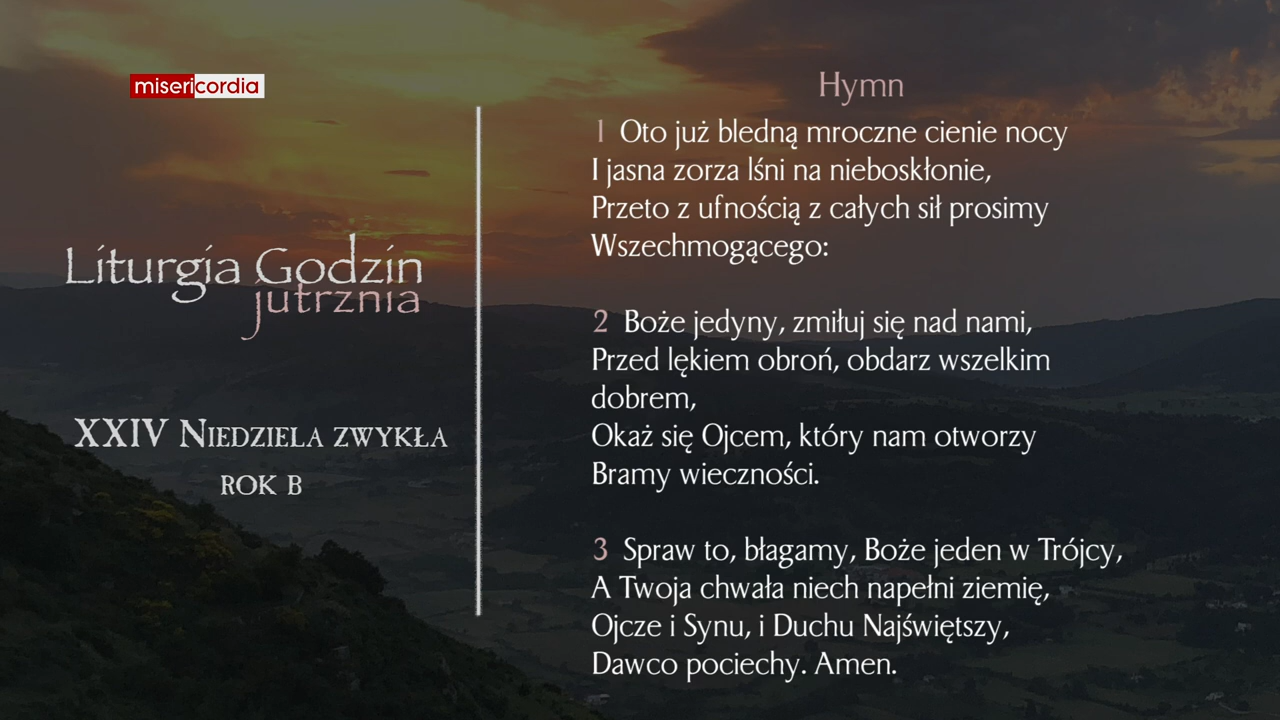 misericordia
Liturgia Godzin
jutrznia
XXIV Niedziela zwykła
rok B
Hymn
1 Oto już bledną mroczne cienie nocy
I jasna zorza lśni na nieboskłonie,
Przeto z ufnością z całych sił prosimy
Wszechmogącego:
2 Boże jedyny, zmiłuj się nad nami,
Przed lękiem obroń, obdarz wszelkim
dobrem,
Okaż się Ojcem, który nam otworzy
Bramy wieczności.
3 Spraw to, błagamy, Boże jeden w Trójcy,
A Twoja chwała niech napełni ziemię,
Ojcze i Synu, i Duchu Najświętszy,
Dawco pociechy. Amen.